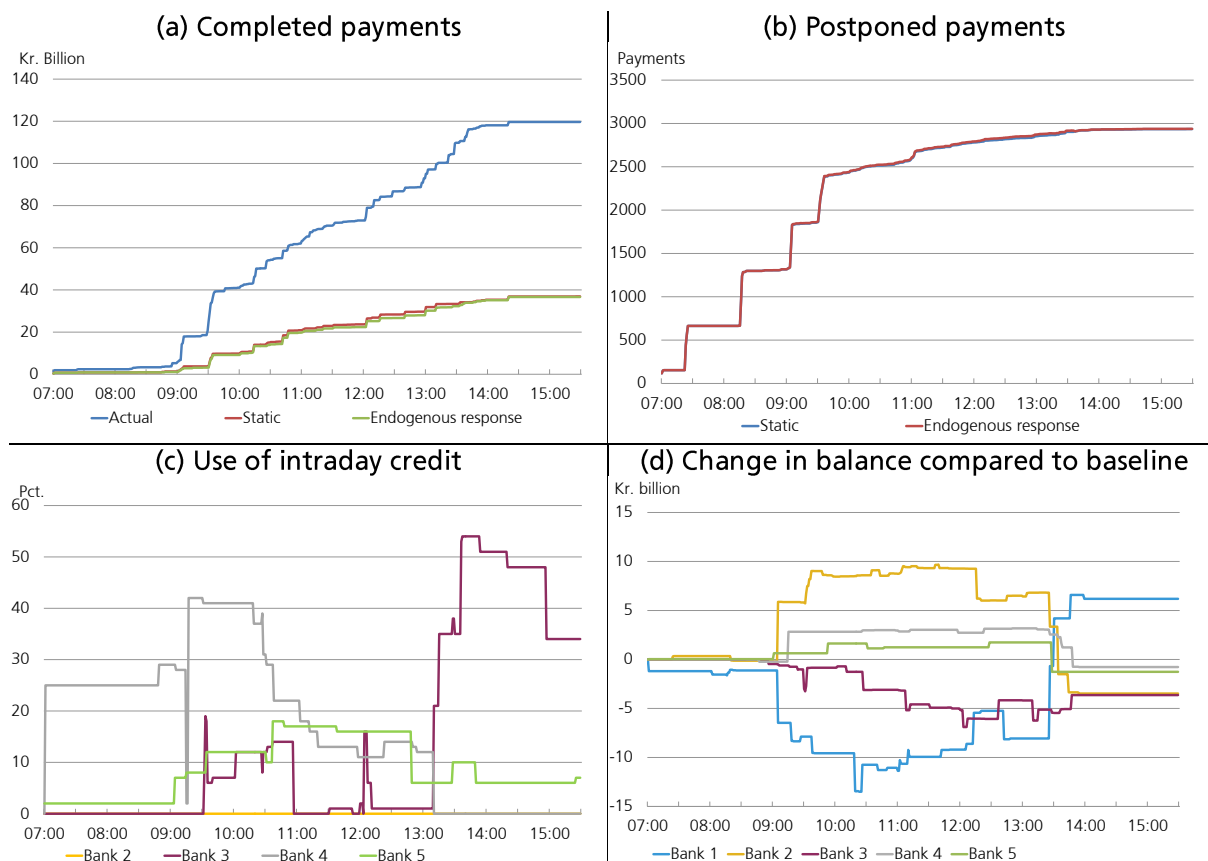 (a) Completed payments
Kr. Billion
140
120
100
80
60
40
20
0
07:00 08:00 09:00 10:00 11:00 12:00 13:00 14:00 15:00
Actual Static Endogenous response
(b) Postponed payments
Payments
3500
3000
2500
2000
1500
1000
500
0
07:00 08:00 09:00 10:00 11:00 12:00 13:00 14:00 15:00
Static Endogenous response
(c) Use of intraday credit
Pct.
60
50
40
30
20
10
0
07:00 08:00 09:00 10:00 11:00 12:00 13:00 14:00 15:00
Bank 2 Bank 3 Bank 4 Bank 5
(d) Change in balance compared to baseline
Kr. billion
15
10
5
0
-5
-10
-15
07:00 08:00 09:00 10:00 11:00 12:00 13:00 14:00 15:00
Bank 1 Bank 2 Bank 3 Bank 4 Bank 5